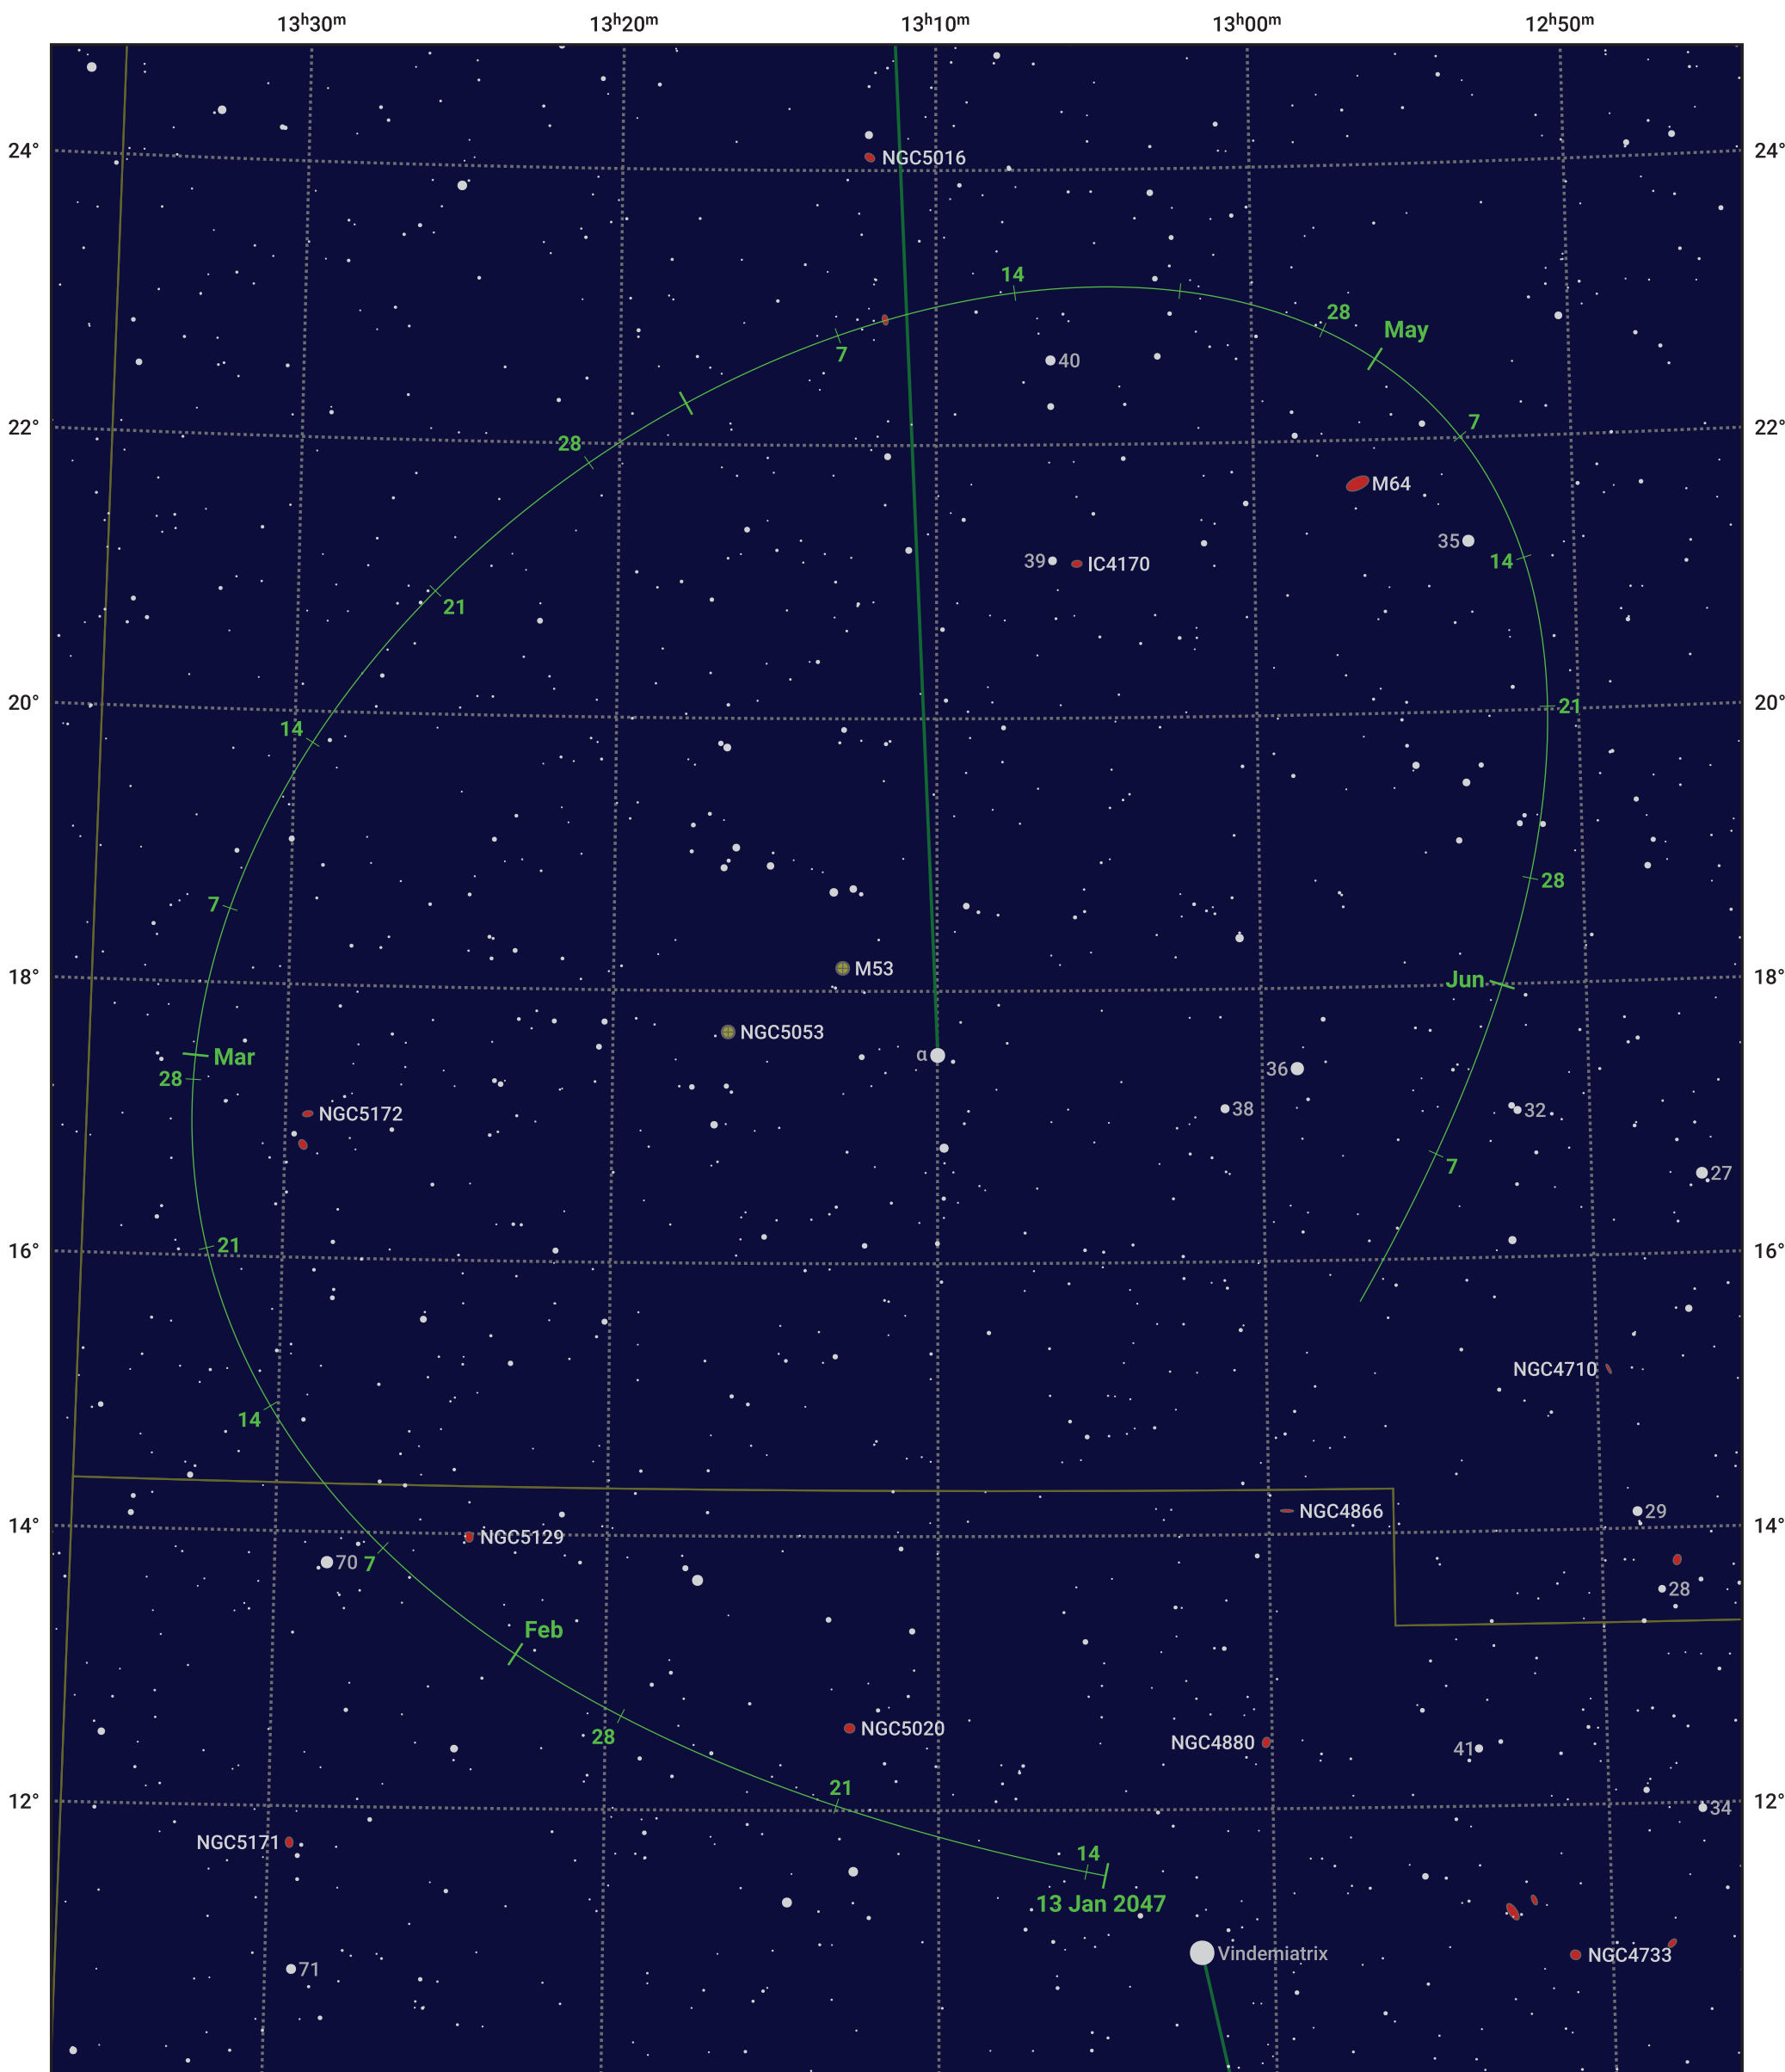 13ʰ30ᵐ 13ʰ20ᵐ 13ʰ10ᵐ 13ʰ00ᵐ 12ʰ50ᵐ
24° 24°
NGC5016
14
28
May
7
40
7
22° 28 22°
M64
35
39 IC4170 14
21
20° 20°
21
14
28
7
M53
18° Jun 18°
NGC5053
α
Mar
36
28
38 32
NGC5172
7
27
21
16° 16°
NGC4710
14
NGC4866 29
14° 14°
NGC5129
70 7
28
Feb
NGC5020
28 NGC4880
41
21
12° 12°
34
NGC5171
14
13 Jan 2047
Vindemiatrix NGC4733
71